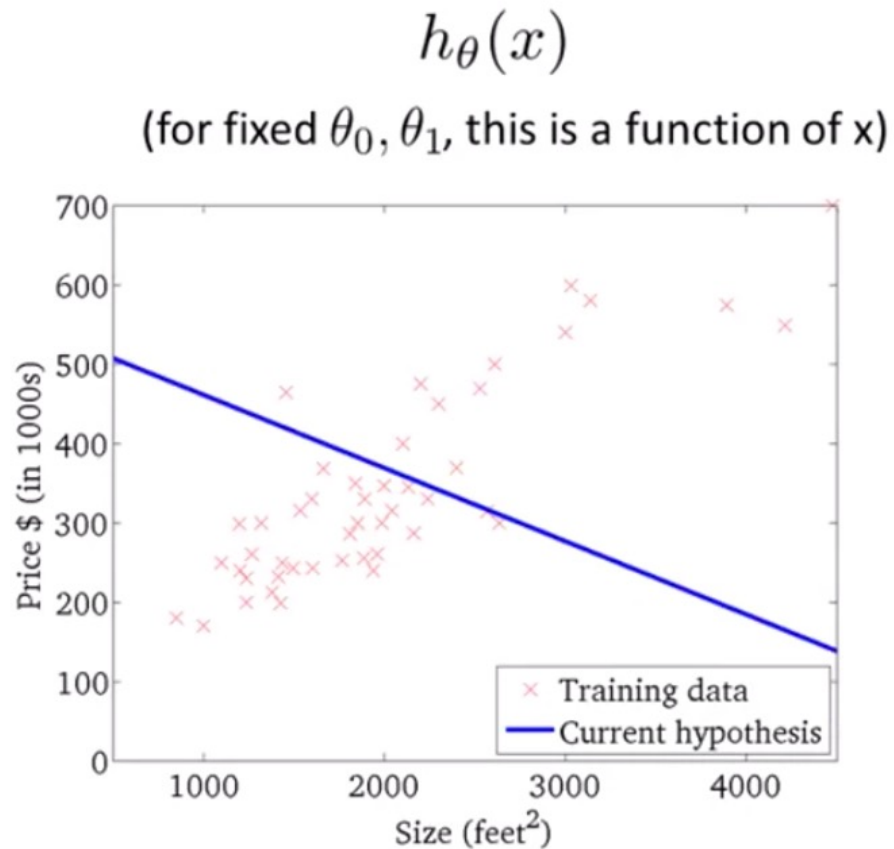 hθ(x)
(for fixed θ0, θ1, this is a function of x)
700
600
500
400
300
200
100
0
Price $ (in 1000s)
1000 2000 3000 4000
Size (feet²)
Training data
Current hypothesis